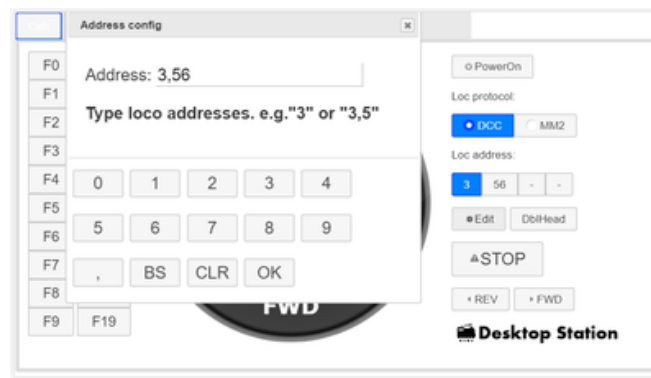 Address config
Address: 3,56
Type loco addresses. e.g."3" or "3,5"
0 1 2 3 4
5 6 7 8 9
, BS CLR OK
F0
F1
F2
F3
F4
F5
F6
F7
F8
F9 F19
FWD
PowerOn
Loc protocol:
DCC MM2
Loc address:
3 56 - -
Edit DblHead
STOP
REV FWD
Desktop Station